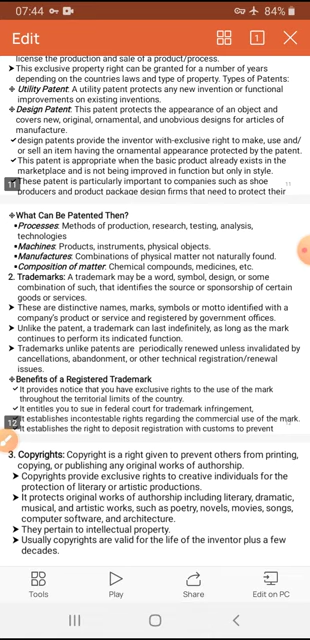 07:44
84%
Edit
1
license the production and sale of a product/process.
➤ This exclusive property right can be granted for a number of years
depending on the countries laws and type of property. Types of Patents:
❖ Utility Patent: A utility patent protects any new invention or functional
improvements on existing inventions.
❖ Design Patent: This patent protects the appearance of an object and
covers new, original, ornamental, and unobvious designs for articles of
manufacture.
✓ design patents provide the inventor with-exclusive right to make, use and/
or sell an item having the ornamental appearance protected by the patent.
✓ This patent is appropriate when the basic product already exists in the
marketplace and is not being improved in function but only in style.
These patent is particularly important to companies such as shoe
producers and product package design firms that need to protect their
11
11
❖ What Can Be Patented Then?
• Processes: Methods of production, research, testing, analysis,
technologies
• Machines: Products, instruments, physical objects.
• Manufactures: Combinations of physical matter not naturally found.
• Composition of matter: Chemical compounds, medicines, etc.
2. Trademarks: A trademark may be a word, symbol, design, or some
combination of such, that identifies the source or sponsorship of certain
goods or services.
➤ These are distinctive names, marks, symbols or motto identified with a
company's product or service and registered by government offices.
➤ Unlike the patent, a trademark can last indefinitely, as long as the mark
continues to perform its indicated function.
➤ Trademarks unlike patents are periodically renewed unless invalidated by
cancellations, abandonment, or other technical registration/renewal
issues.
❖ Benefits of a Registered Trademark
✓ It provides notice that you have exclusive rights to the use of the mark
throughout the territorial limits of the country.
✓ It entitles you to sue in federal court for trademark infringement,
It establishes incontestable rights regarding the commercial use of the mark.
It establishes the right to deposit registration with customs to prevent
12
3. Copyrights: Copyright is a right given to prevent others from printing,
copying, or publishing any original works of authorship.
➤ Copyrights provide exclusive rights to creative individuals for the
protection of literary or artistic productions.
➤ It protects original works of authorship including literary, dramatic,
musical, and artistic works, such as poetry, novels, movies, songs,
computer software, and architecture.
➤ They pertain to intellectual property.
➤ Usually copyrights are valid for the life of the inventor plus a few
decades.
Tools
Play
Share
Edit on PC